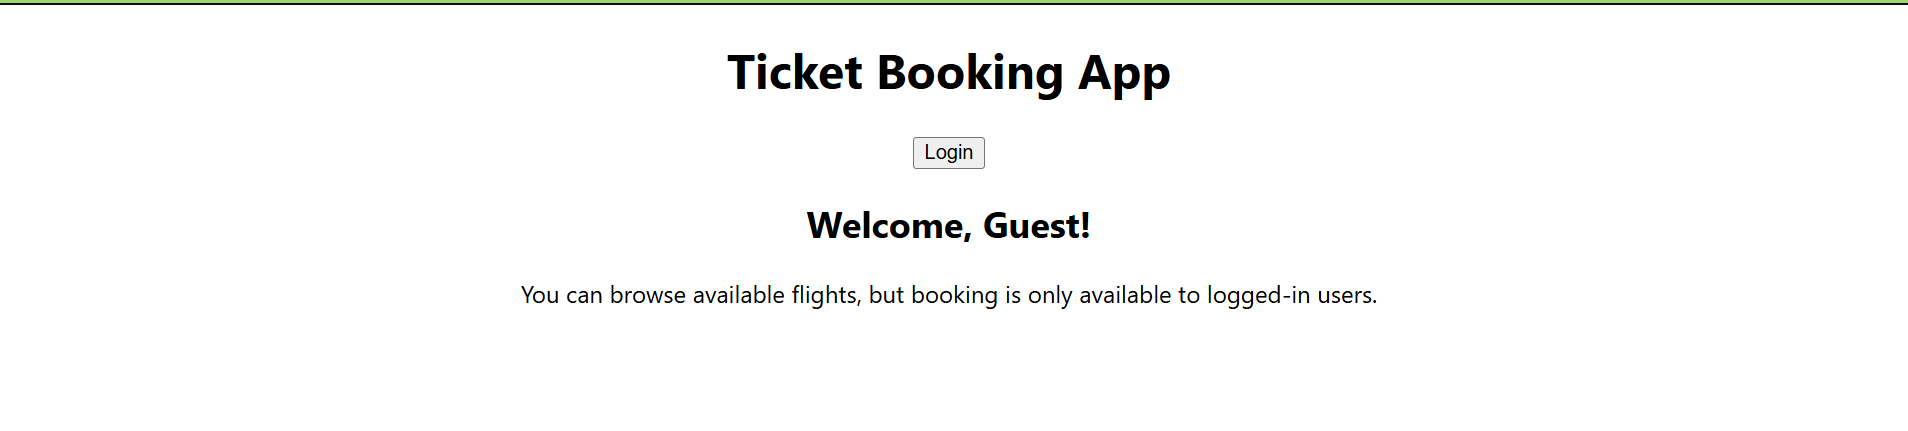 Ticket Booking App
Login
Welcome, Guest!
You can browse available flights, but booking is only available to logged-in users.